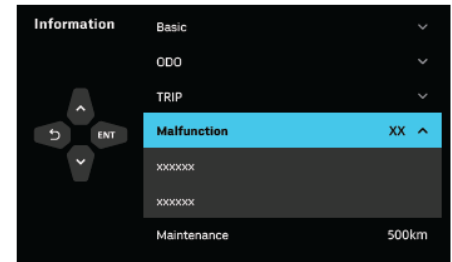 Information
Basic
ODO
TRIP
ENT
Malfunction XX
xxxxxx
xxxxxx
Maintenance 500km